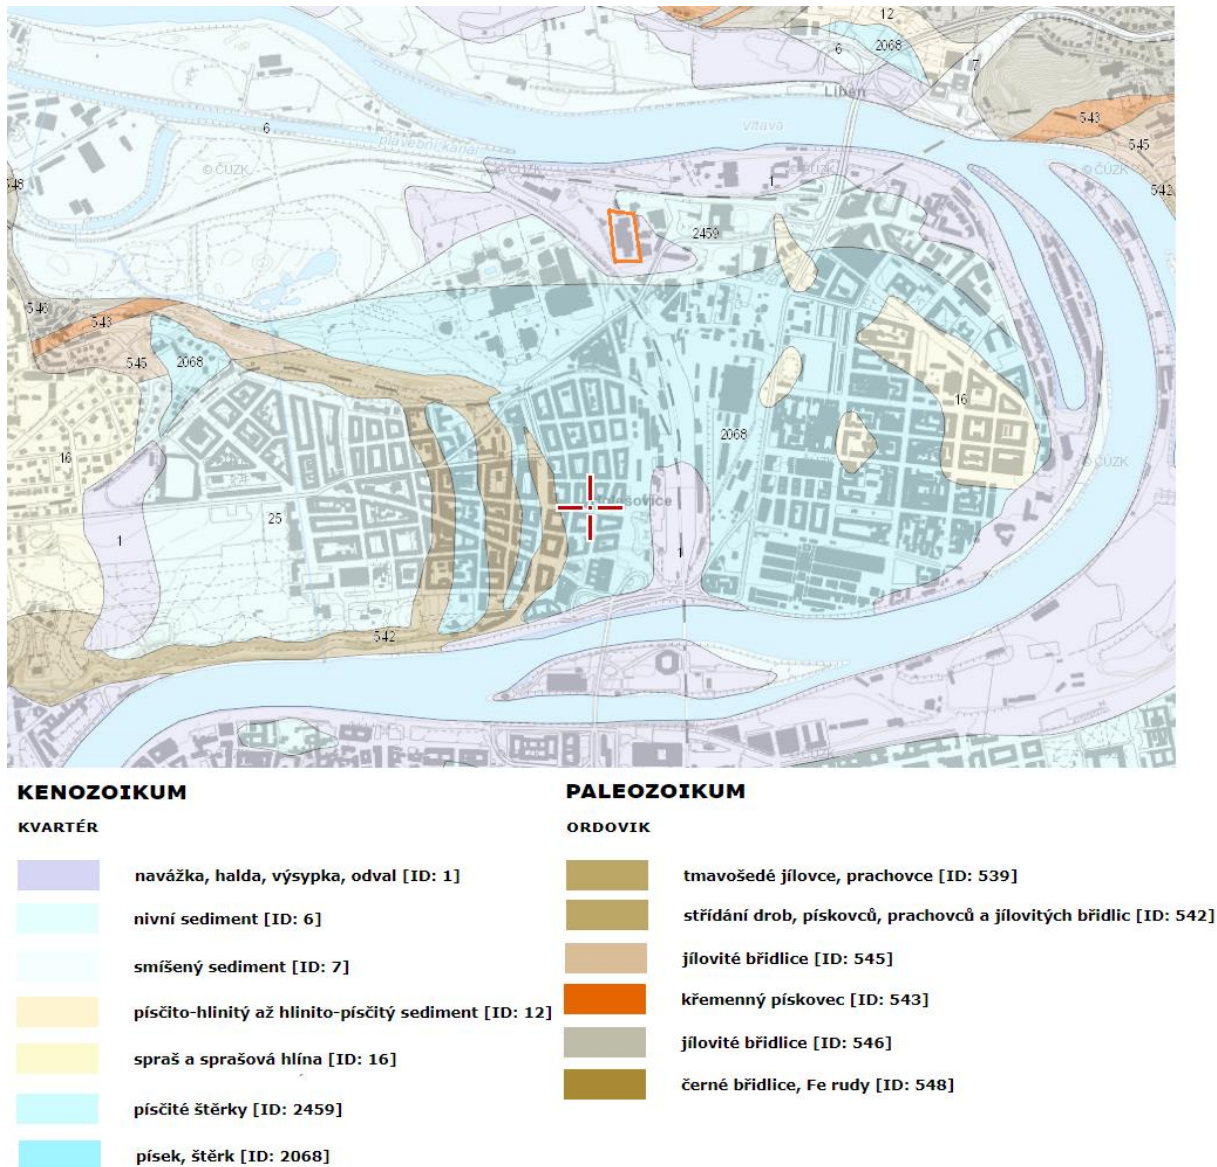 12
6
2068
7
Libeň
543
Vltava
6
plavební kanál
545
© ČÚZK
© ČÚZK
1
© ČÚZK
548
542
2459
546
543
545
2068
16
2068
16
© ČÚZK
Holešovice
25
1
1
542
KENOZOIKUM
KVARTÉR
navážka, halda, výsypka, odval [ID: 1]
nivní sediment [ID: 6]
smíšený sediment [ID: 7]
písčito-hlinitý až hlinito-písčitý sediment [ID: 12]
spraš a sprašová hlína [ID: 16]
písčité štěrky [ID: 2459]
písek, štěrk [ID: 2068]
PALEOZOIKUM
ORDOVIK
tmavošedé jílovce, prachovce [ID: 539]
střídání drob, pískovců, prachovců a jílovitých břidlic [ID: 542]
jílovité břidlice [ID: 545]
křemenný pískovec [ID: 543]
jílovité břidlice [ID: 546]
černé břidlice, Fe rudy [ID: 548]